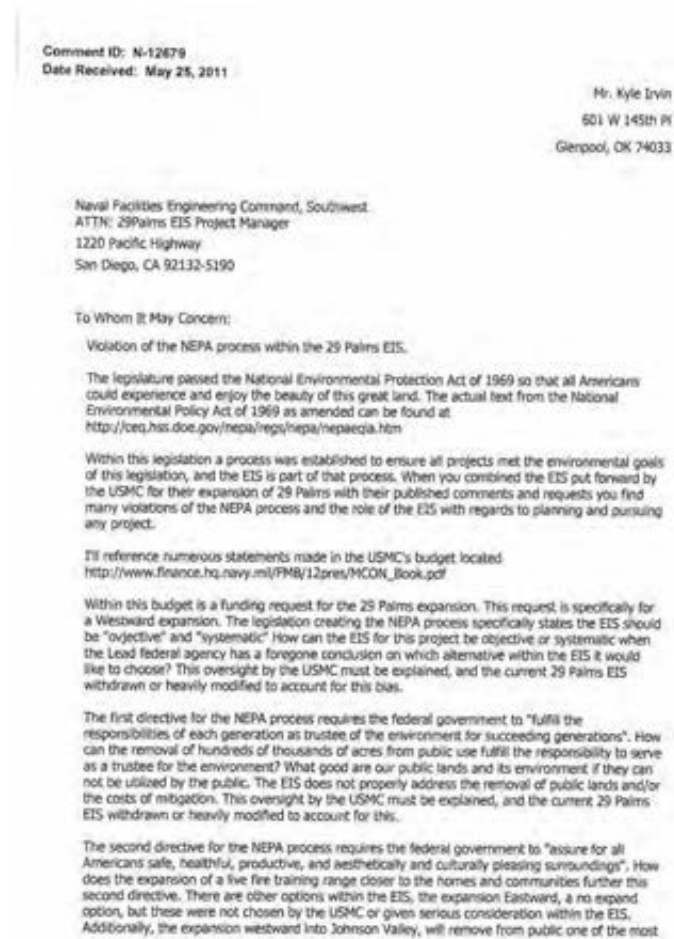 Comment ID: N-12679
Date Received: May 25, 2011
Mr. Kyle Irvin
601 W 145th Pl
Glenpool, OK 74033
Naval Facilities Engineering Command, Southwest
ATTN: 29Palms EIS Project Manager
1220 Pacific Highway
San Diego, CA 92132-5190
To Whom It May Concern:
Violation of the NEPA process within the 29 Palms EIS.
The legislature passed the National Environmental Protection Act of 1969 so that all Americans
could experience and enjoy the beauty of this great land. The actual text from the National
Environmental Policy Act of 1969 as amended can be found at
http://ceq.hss.doe.gov/nepa/regs/nepa/nepaeqia.htm
Within this legislation a process was established to ensure all projects met the environmental goals
of this legislation, and the EIS is part of that process. When you combined the EIS put forward by
the USMC for their expansion of 29 Palms with their published comments and requests you find
many violations of the NEPA process and the role of the EIS with regards to planning and pursuing
any project.
I'll reference numerous statements made in the USMC's budget located
http://www.finance.hq.navy.mil/FMB/12pres/MCON_Book.pdf
Within this budget is a funding request for the 29 Palms expansion. This request is specifically for
a Westward expansion. The legislation creating the NEPA process specifically states the EIS should
be "ovjective" and "systematic" How can the EIS for this project be objective or systematic when
the Lead federal agency has a foregone conclusion on which alternative within the EIS it would
like to choose? This oversight by the USMC must be explained, and the current 29 Palms EIS
withdrawn or heavily modified to account for this bias.
The first directive for the NEPA process requires the federal government to "fulfill the
responsibilities of each generation as trustee of the environment for succeeding generations". How
can the removal of hundreds of thousands of acres from public use fulfill the responsibility to serve
as a trustee for the environment? What good are our public lands and its environment if they can
not be utilized by the public. The EIS does not properly address the removal of public lands and/or
the costs of mitigation. This oversight by the USMC must be explained, and the current 29 Palms
EIS withdrawn or heavily modified to account for this.
The second directive for the NEPA process requires the federal government to "assure for all
Americans safe, healthful, productive, and aesthetically and culturally pleasing surroundings". How
does the expansion of a live fire training range closer to the homes and communities further this
second directive. There are other options within the EIS, the expansion Eastward, a no expand
option, but these were not chosen by the USMC or given serious consideration within the EIS.
Additionally, the expansion westward into Johnson Valley, will remove from public one of the most